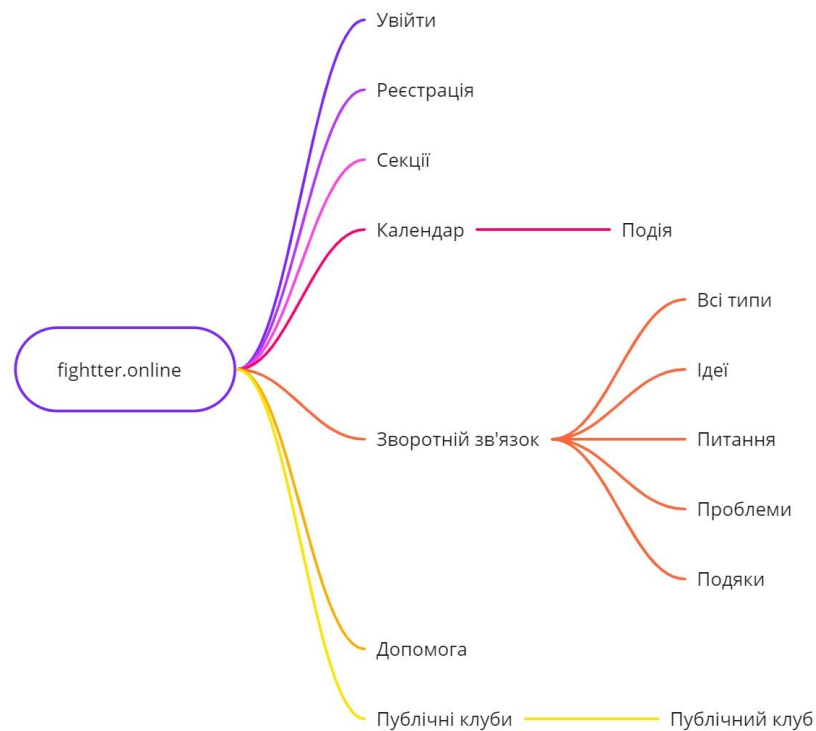 Увійти
Реєстрація
Секції
Календар
Подія
Всі типи
fightter.online
Ідеї
Зворотній зв'язок
Питання
Проблеми
Подяки
Допомога
Публічні клуби
Публічний клуб